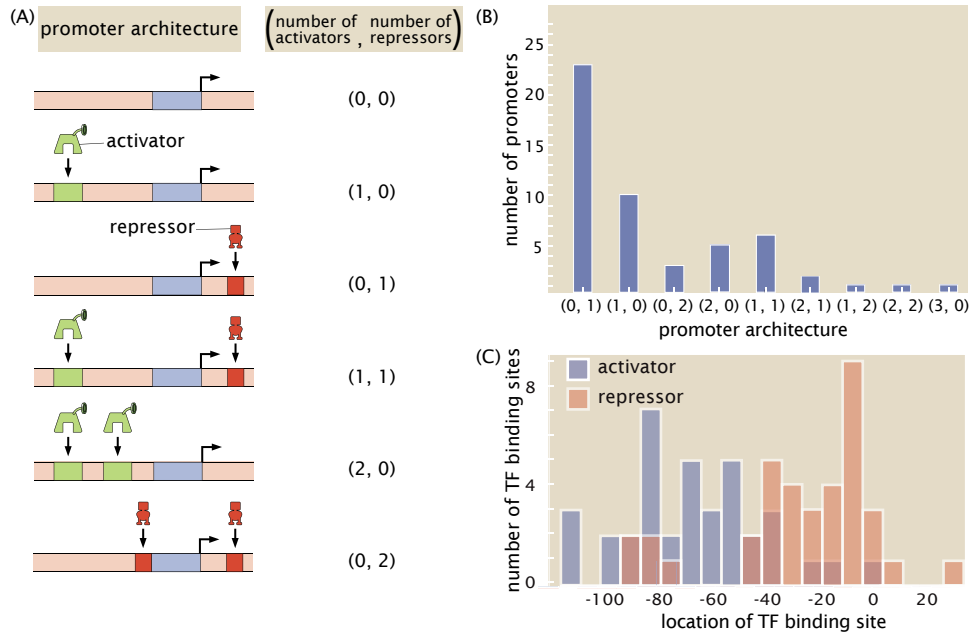 (A)
promoter architecture
(number of activators, number of repressors)
(0, 0)
activator
(1, 0)
repressor
(0, 1)
(1, 1)
(2, 0)
(0, 2)
(B)
number of promoters
25
20
15
10
5
(0, 1) (1, 0) (0, 2) (2, 0) (1, 1) (2, 1) (1, 2) (2, 2) (3, 0)
promoter architecture
(C)
number of TF binding sites
activator
repressor
8
4
0
-100 -80 -60 -40 -20 0 20
location of TF binding site